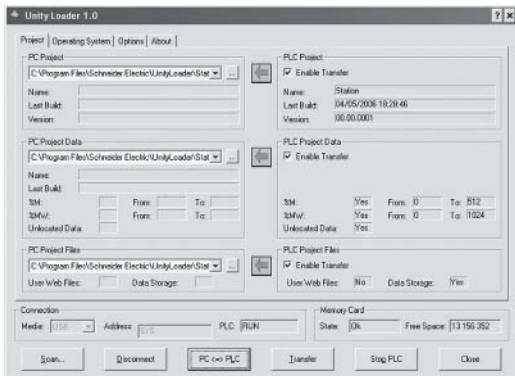 Unity Loader 1.0
Project Operating System Options About
PC Project
C:\Program Files\Schneider Electric\UnityLoader\Stat ...
Name:
Last Build:
Version:
PLC Project
Enable Transfer
Name: Station
Last Build: 04/05/2006 18:28:46
Version: 00.00.0001
PC Project Data
C:\Program Files\Schneider Electric\UnityLoader\Stat ...
Name:
Last Build:
%M: From: To:
%MW: From: To:
Unlocated Data:
PLC Project Data
Enable Transfer
%M: Yes From: 0 To: 512
%MW: Yes From: 0 To: 1024
Unlocated Data: Yes
PC Project Files
C:\Program Files\Schneider Electric\UnityLoader\Stat ...
User Web Files: Data Storage:
PLC Project Files
Enable Transfer
User Web Files: No Data Storage: Yes
Connection
Media: USB Address: SYS PLC: RUN
Memory Card
State: Ok Free Space: 13 156 352
Scan... Disconnect PC <=> PLC Transfer Stop PLC Close